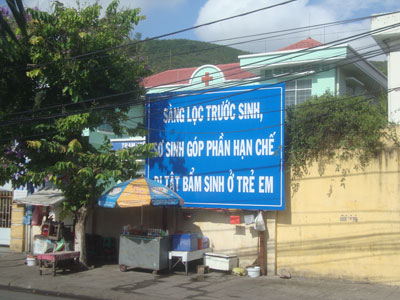 SÀNG LỌC TRƯỚC SINH,
SƠ SINH GÓP PHẦN HẠN CHẾ
DỊ TẬT BẨM SINH Ở TRẺ EM